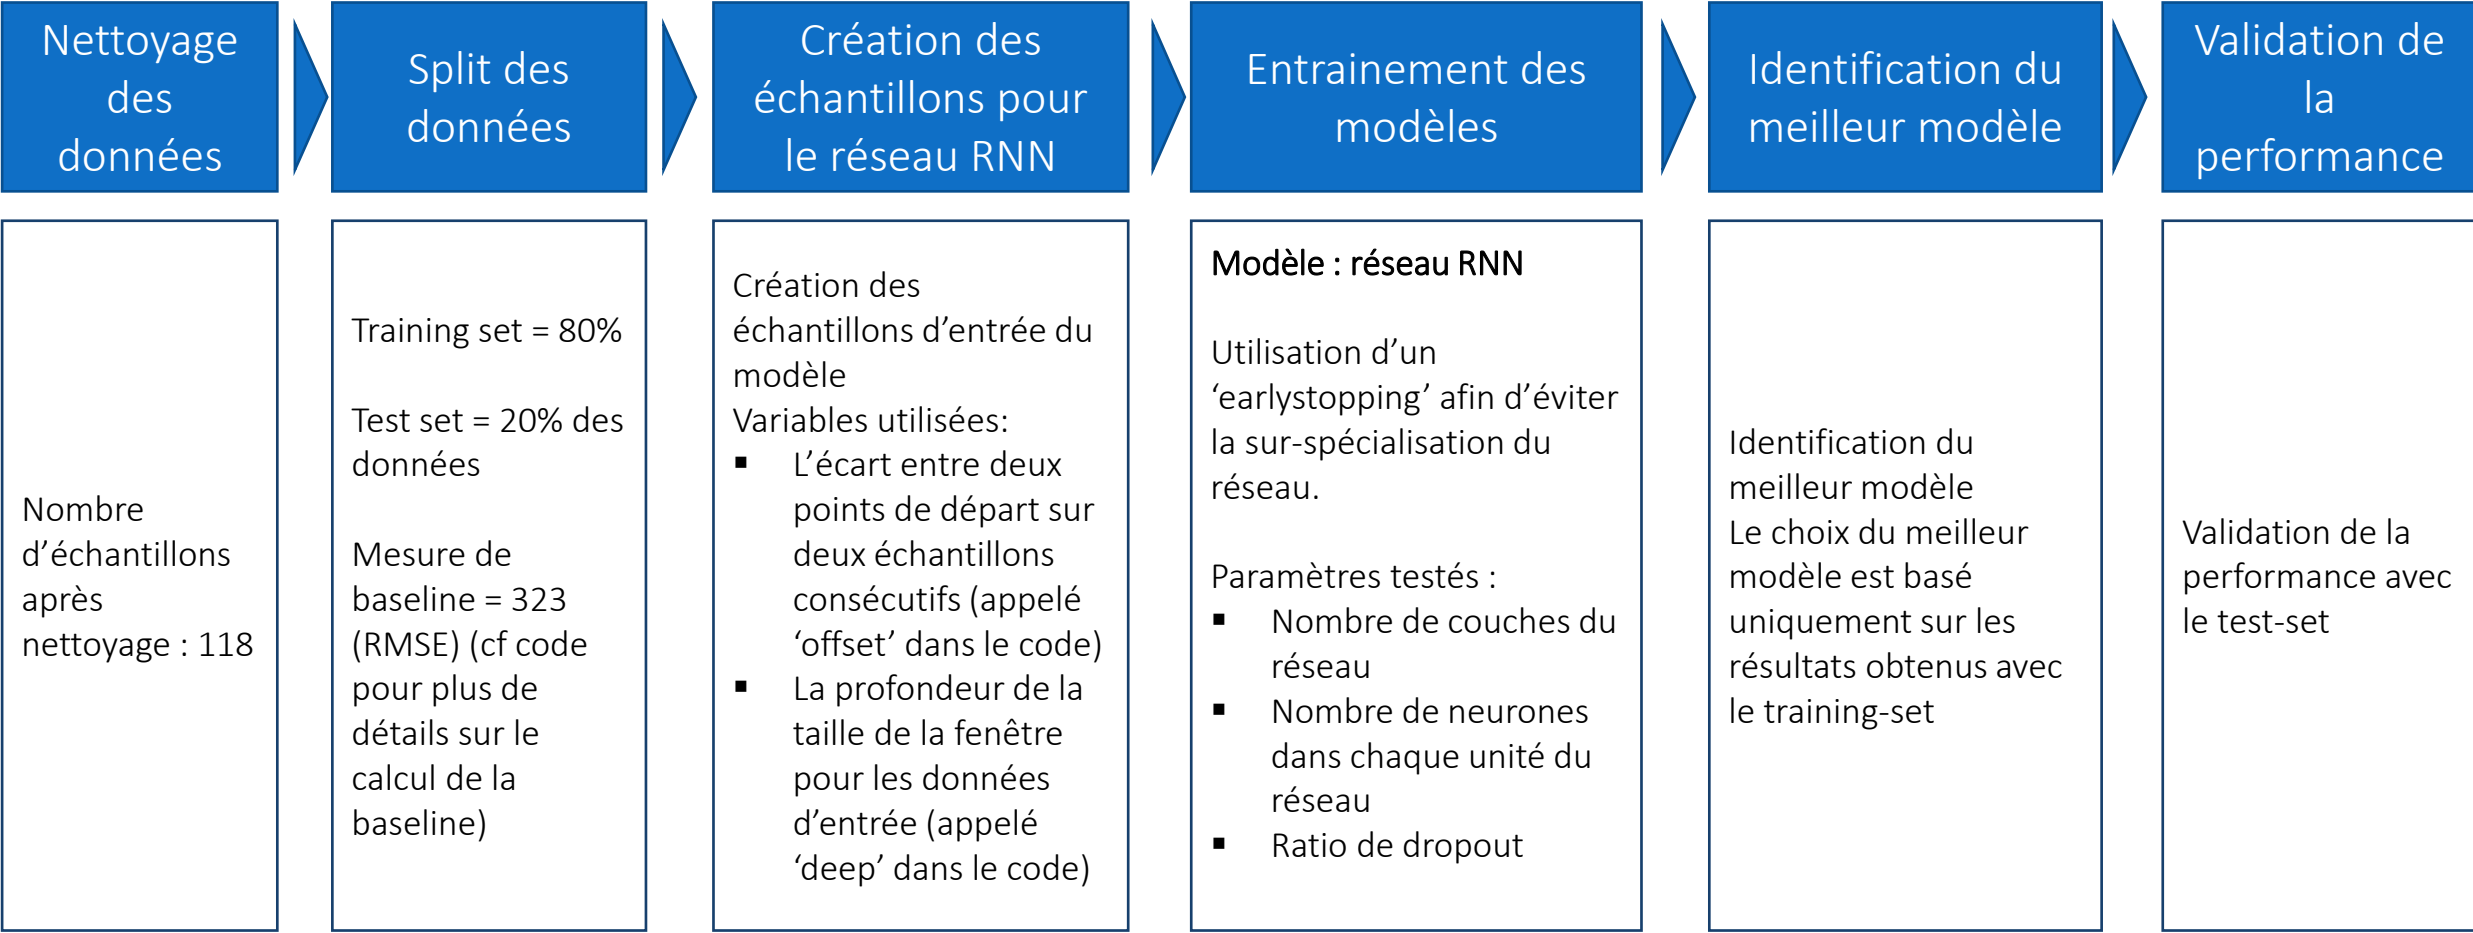 Nettoyage
des
données
Split des
données
Création des
échantillons pour
le réseau RNN
Entrainement des
modèles
Identification du
meilleur modèle
Validation de
la
performance
Nombre
d’échantillons
après
nettoyage : 118
Training set = 80%
Test set = 20% des
données
Mesure de
baseline = 323
(RMSE) (cf code
pour plus de
détails sur le
calcul de la
baseline)
Création des
échantillons d’entrée du
modèle
Variables utilisées:
▪ L’écart entre deux
points de départ sur
deux échantillons
consécutifs (appelé
‘offset’ dans le code)
▪ La profondeur de la
taille de la fenêtre
pour les données
d’entrée (appelé
‘deep’ dans le code)
Modèle : réseau RNN
Utilisation d’un
‘earlystopping’ afin d’éviter
la sur-spécialisation du
réseau.
Paramètres testés :
▪ Nombre de couches du
réseau
▪ Nombre de neurones
dans chaque unité du
réseau
▪ Ratio de dropout
Identification du
meilleur modèle
Le choix du meilleur
modèle est basé
uniquement sur les
résultats obtenus avec
le training-set
Validation de la
performance avec
le test-set